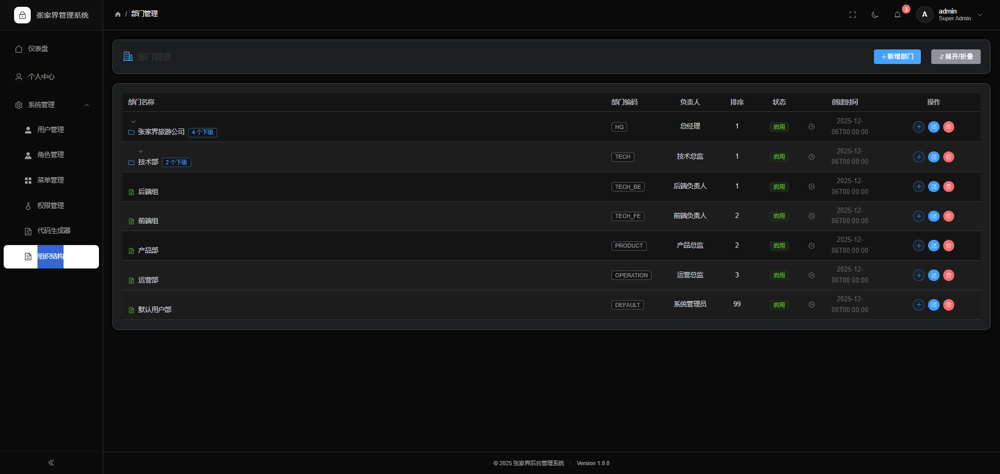 张家界管理系统
/ 部门管理
3
A
admin
Super Admin
仪表盘
个人中心
系统管理
用户管理
角色管理
菜单管理
权限管理
代码生成器
组织结构
部门管理
新增部门
展开/折叠
部门名称 部门编码 负责人 排序 状态 创建时间 操作
张家界旅游公司 4 个下级 HQ 总经理 1 启用 2025-12-
06T00:00:00
技术部 2 个下级 TECH 技术总监 1 启用 2025-12-
06T00:00:00
后端组 TECH_BE 后端负责人 1 启用 2025-12-
06T00:00:00
前端组 TECH_FE 前端负责人 2 启用 2025-12-
06T00:00:00
产品部 PRODUCT 产品总监 2 启用 2025-12-
06T00:00:00
运营部 OPERATION 运营总监 3 启用 2025-12-
06T00:00:00
默认用户部 DEFAULT 系统管理员 99 启用 2025-12-
08T00:00:00
© 2025 张家界后台管理系统 | Version 1.0.0